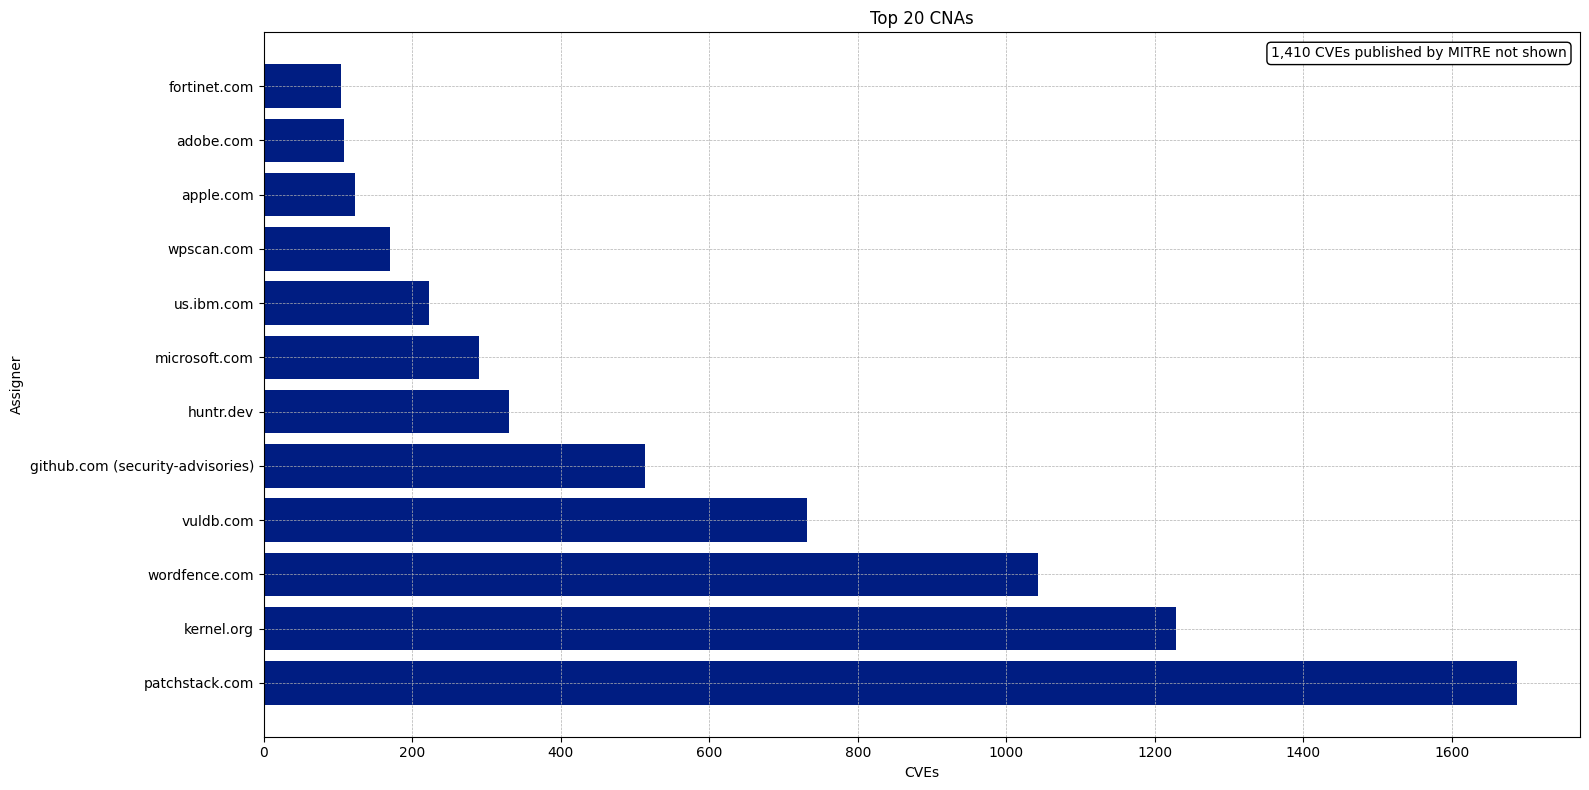 Top 20 CNAs
1,410 CVEs published by MITRE not shown
Assigner
fortinet.com
adobe.com
apple.com
wpscan.com
us.ibm.com
microsoft.com
huntr.dev
github.com (security-advisories)
vuldb.com
wordfence.com
kernel.org
patchstack.com
0 200 400 600 800 1000 1200 1400 1600
CVEs